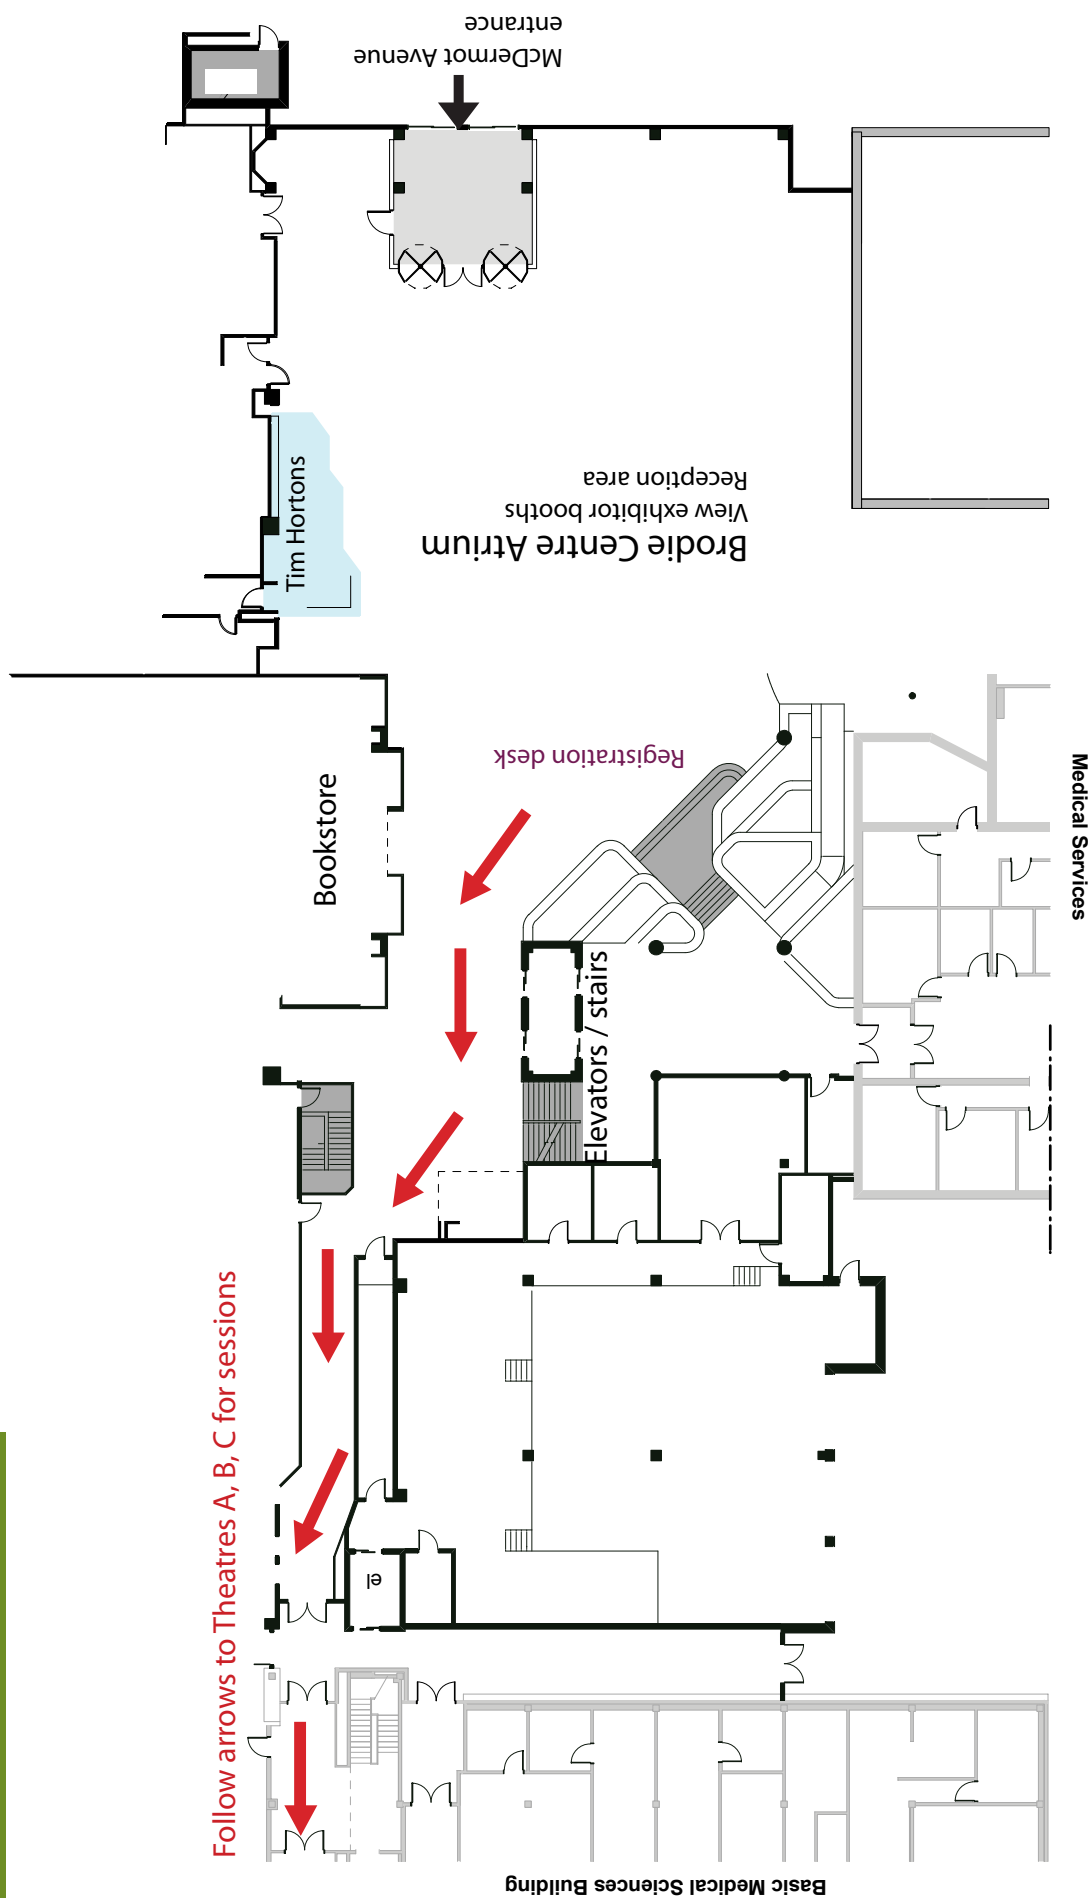 McDermot Avenue
entrance
Tim Hortons
Brodie Centre Atrium
View exhibitor booths
Reception area
Registration desk
Bookstore
Medical Services
Elevators / stairs
Follow arrows to Theatres A, B, C for sessions
el
Basic Medical Sciences Building